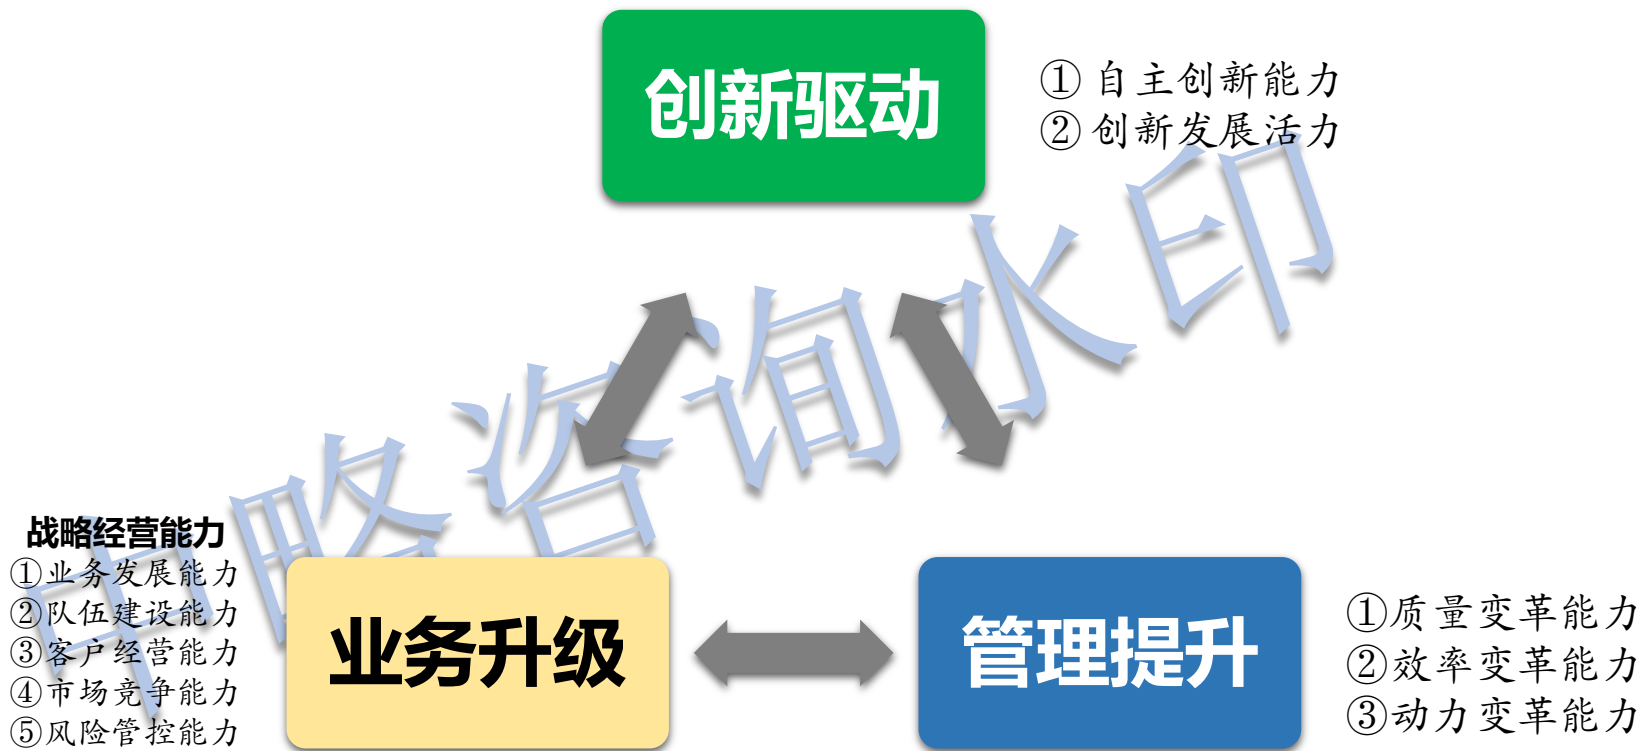 创新驱动
① 自主创新能力
② 创新发展活力
中略咨询水印
战略经营能力
①业务发展能力
②队伍建设能力
③客户经营能力
④市场竞争能力
⑤风险管控能力
业务升级
管理提升
①质量变革能力
②效率变革能力
③动力变革能力